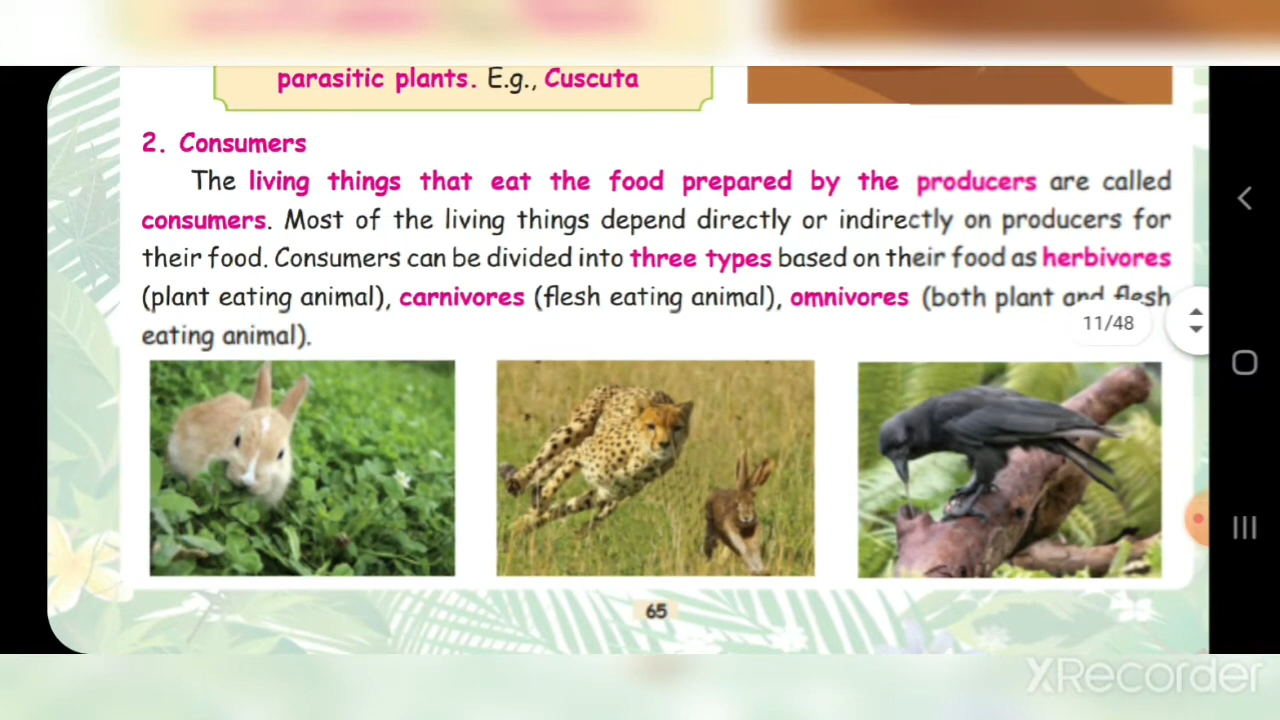 parasitic plants. E.g., Cuscuta
2. Consumers
The living things that eat the food prepared by the producers are called
consumers. Most of the living things depend directly or indirectly on producers for
their food. Consumers can be divided into three types based on their food as herbivores
(plant eating animal), carnivores (flesh eating animal), omnivores (both plant and flesh
eating animal).
11/48
65
XRecorder